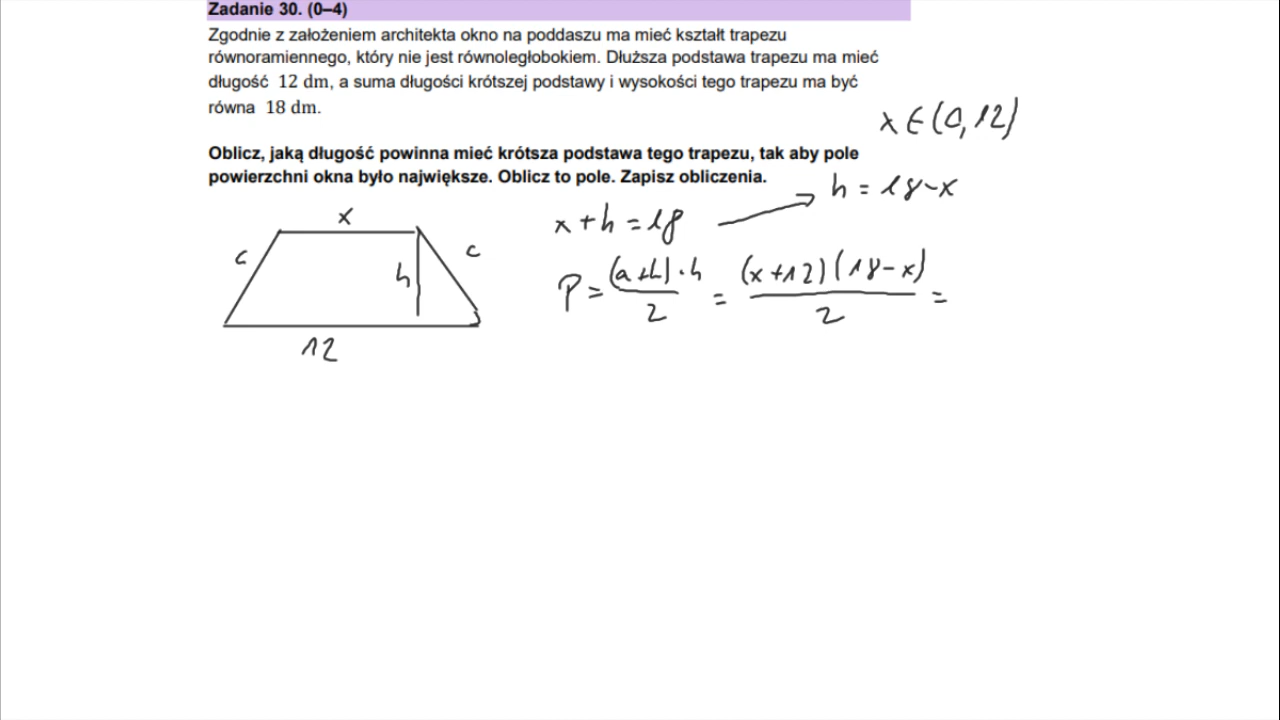 Zadanie 30. (0–4)
Zgodnie z założeniem architekta okno na poddaszu ma mieć kształt trapezu
równoramiennego, który nie jest równoległobokiem. Dłuższa podstawa trapezu ma mieć
długość 12 dm, a suma długości krótszej podstawy i wysokości tego trapezu ma być
równa 18 dm.
x ∈ (0, 12)
Oblicz, jaką długość powinna mieć krótsza podstawa tego trapezu, tak aby pole
powierzchni okna było największe. Oblicz to pole. Zapisz obliczenia.
x + h = 18 → h = 18 - x
x
c
c
h
12
P = (a+b)·h / 2 = (x+12)(18-x) / 2 =